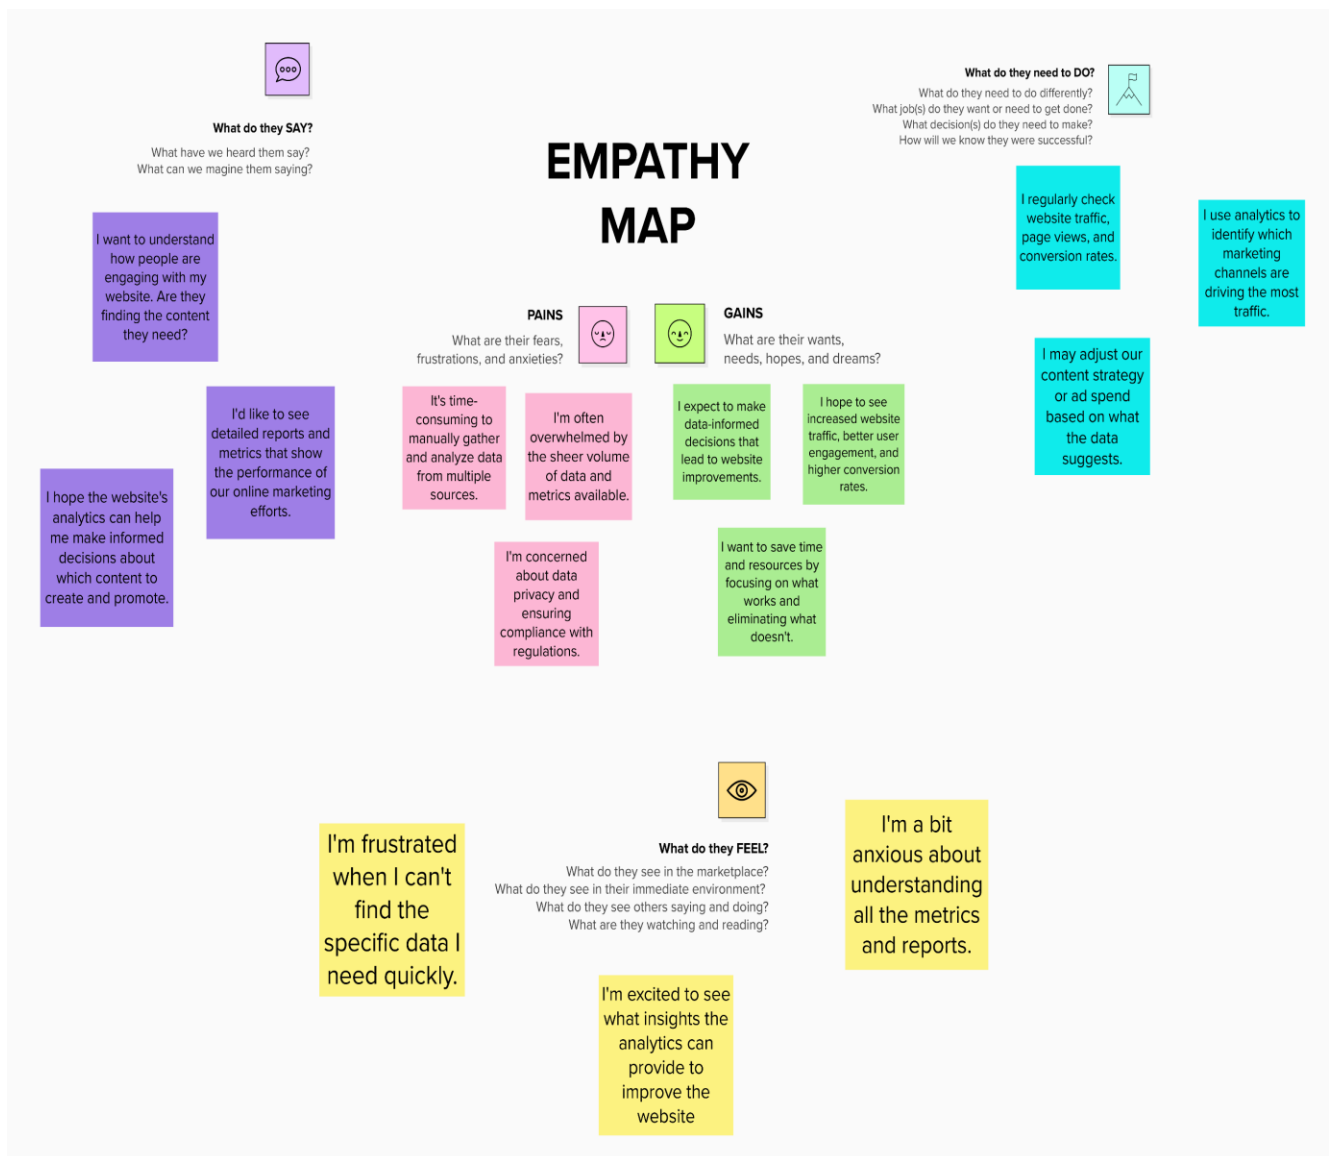 What do they SAY?
What have we heard them say?
What can we magine them saying?
I want to understand
how people are
engaging with my
website. Are they
finding the content
they need?
I'd like to see
detailed reports and
metrics that show
the performance of
our online marketing
efforts.
I hope the website's
analytics can help
me make informed
decisions about
which content to
create and promote.
EMPATHY
MAP
What do they need to DO?
What do they need to do differently?
What job(s) do they want or need to get done?
What decision(s) do they need to make?
How will we know they were successful?
I regularly check
website traffic,
page views, and
conversion rates.
I use analytics to
identify which
marketing
channels are
driving the most
traffic.
I may adjust our
content strategy
or ad spend
based on what
the data
suggests.
PAINS
What are their fears,
frustrations, and anxieties?
It's time-
consuming to
manually gather
and analyze data
from multiple
sources.
I'm often
overwhelmed by
the sheer volume
of data and
metrics available.
I'm concerned
about data
privacy and
ensuring
compliance with
regulations.
GAINS
What are their wants,
needs, hopes, and dreams?
I expect to make
data-informed
decisions that
lead to website
improvements.
I hope to see
increased website
traffic, better user
engagement, and
higher conversion
rates.
I want to save time
and resources by
focusing on what
works and
eliminating what
doesn't.
What do they FEEL?
What do they see in the marketplace?
What do they see in their immediate environment?
What do they see others saying and doing?
What are they watching and reading?
I'm frustrated
when I can't
find the
specific data I
need quickly.
I'm a bit
anxious about
understanding
all the metrics
and reports.
I'm excited to see
what insights the
analytics can
provide to
improve the
website